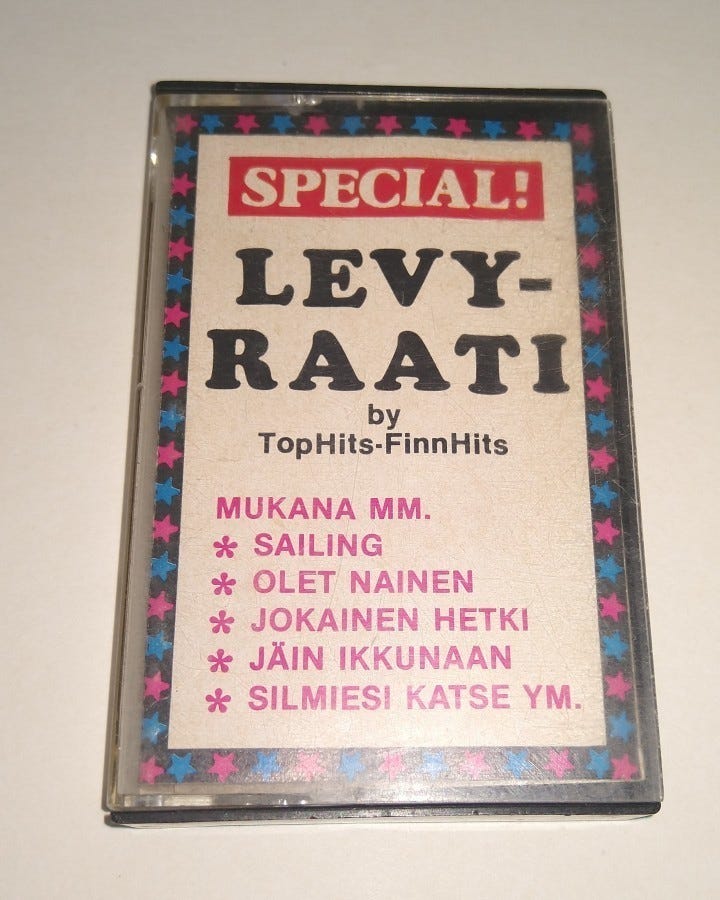 SPECIAL!
LEVY-
RAATI
by
TopHits-FinnHits
MUKANA MM.
* SAILING
* OLET NAINEN
* JOKAINEN HETKI
* JÄIN IKKUNAAN
* SILMIESI KATSE YM.